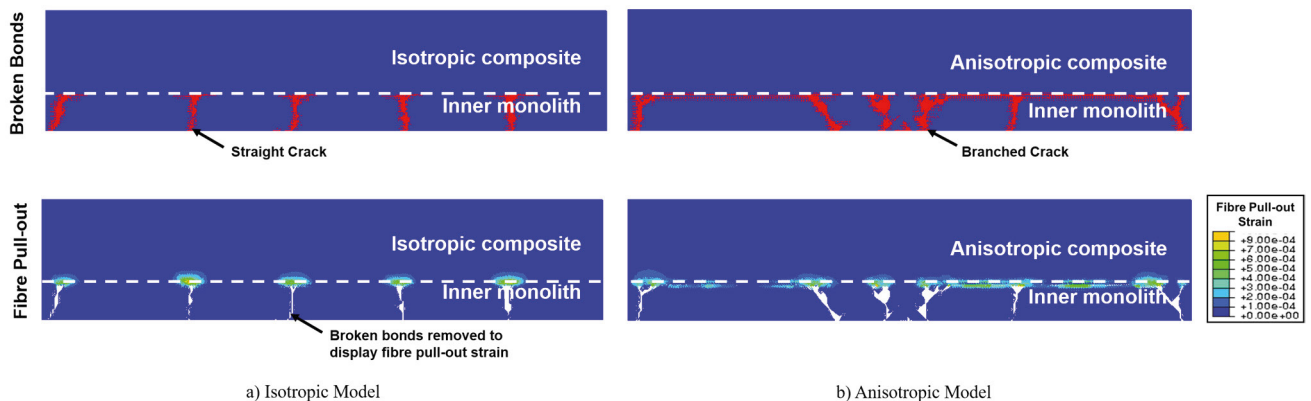 Broken Bonds
Isotropic composite
Inner monolith
Straight Crack
Anisotropic composite
Inner monolith
Branched Crack
Fibre Pull-out
Isotropic composite
Inner monolith
Broken bonds removed to
display fibre pull-out strain
Anisotropic composite
Inner monolith
Fibre Pull-out
Strain
+9.00e-04
+7.00e-04
+6.00e-04
+5.00e-04
+4.00e-04
+3.00e-04
+2.00e-04
+1.00e-04
+0.00e+00
a) Isotropic Model
b) Anisotropic Model